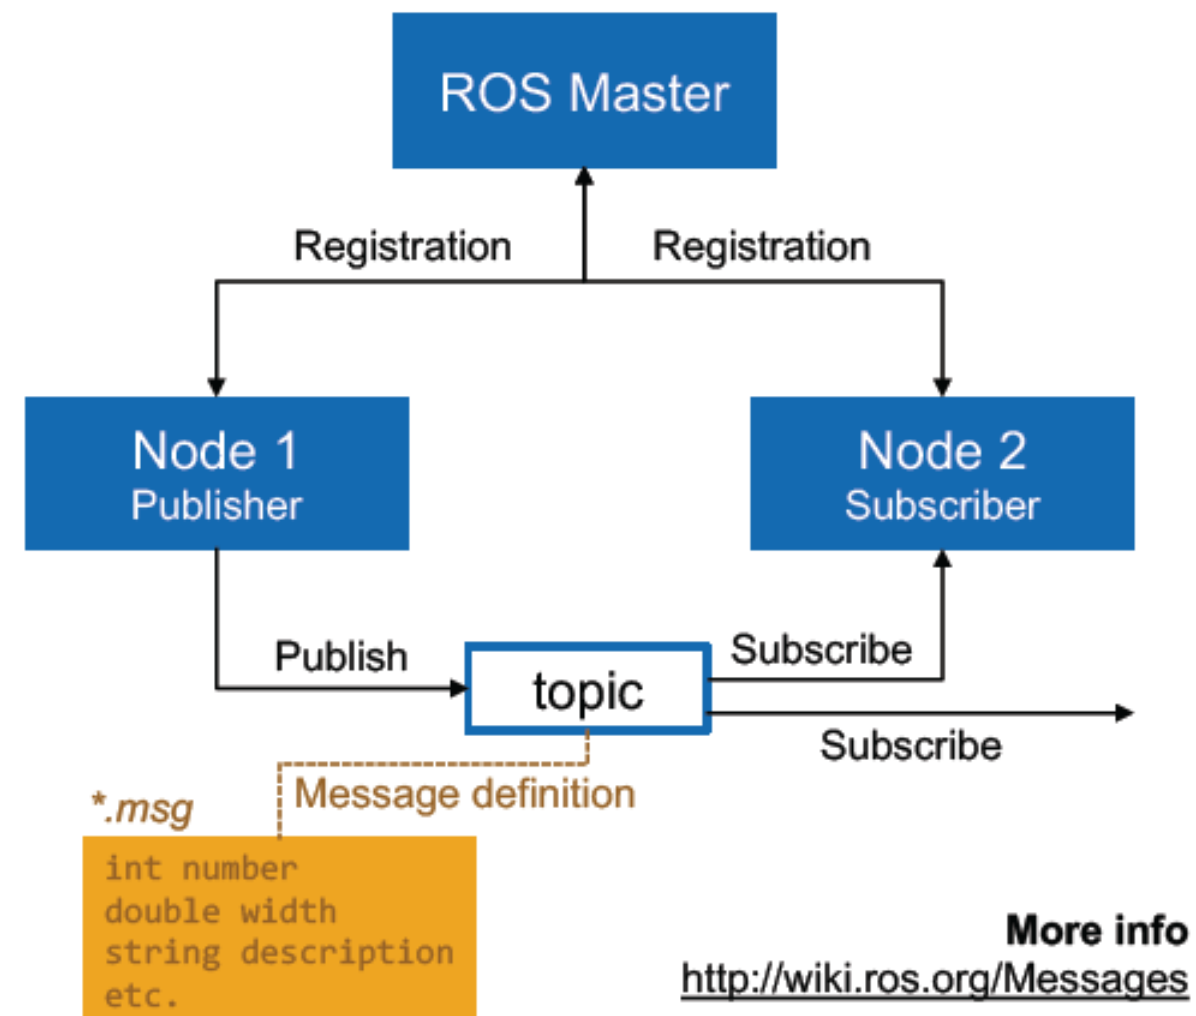 ROS Master
Registration
Registration
Node 1
Publisher
Node 2
Subscriber
Publish
topic
Subscribe
Subscribe
Message definition
*.msg
int number
double width
string description
etc.
More info
http://wiki.ros.org/Messages